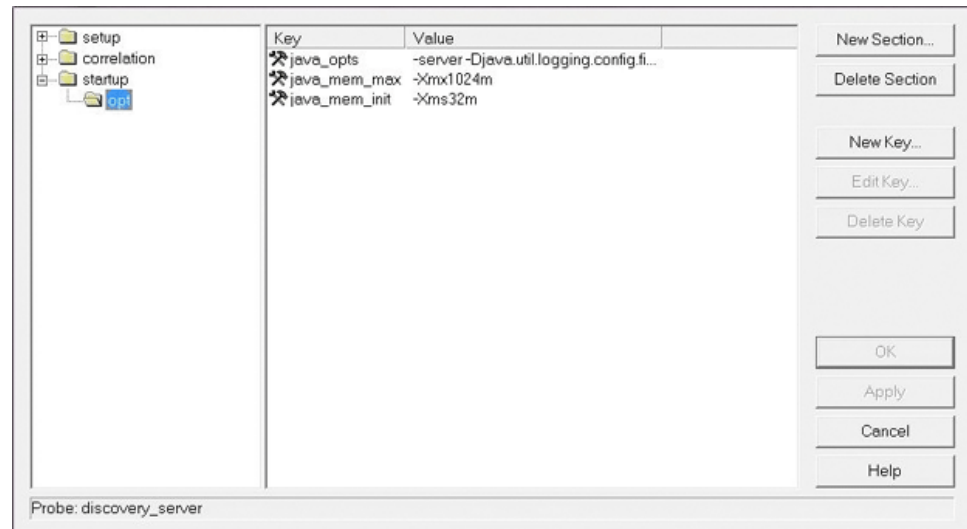 setup
correlation
startup
opt
Key Value
java_opts -server -Djava.util.logging.config.fi...
java_mem_max -Xmx1024m
java_mem_init -Xms32m
New Section...
Delete Section
New Key...
Edit Key...
Delete Key
OK
Apply
Cancel
Help
Probe: discovery_server